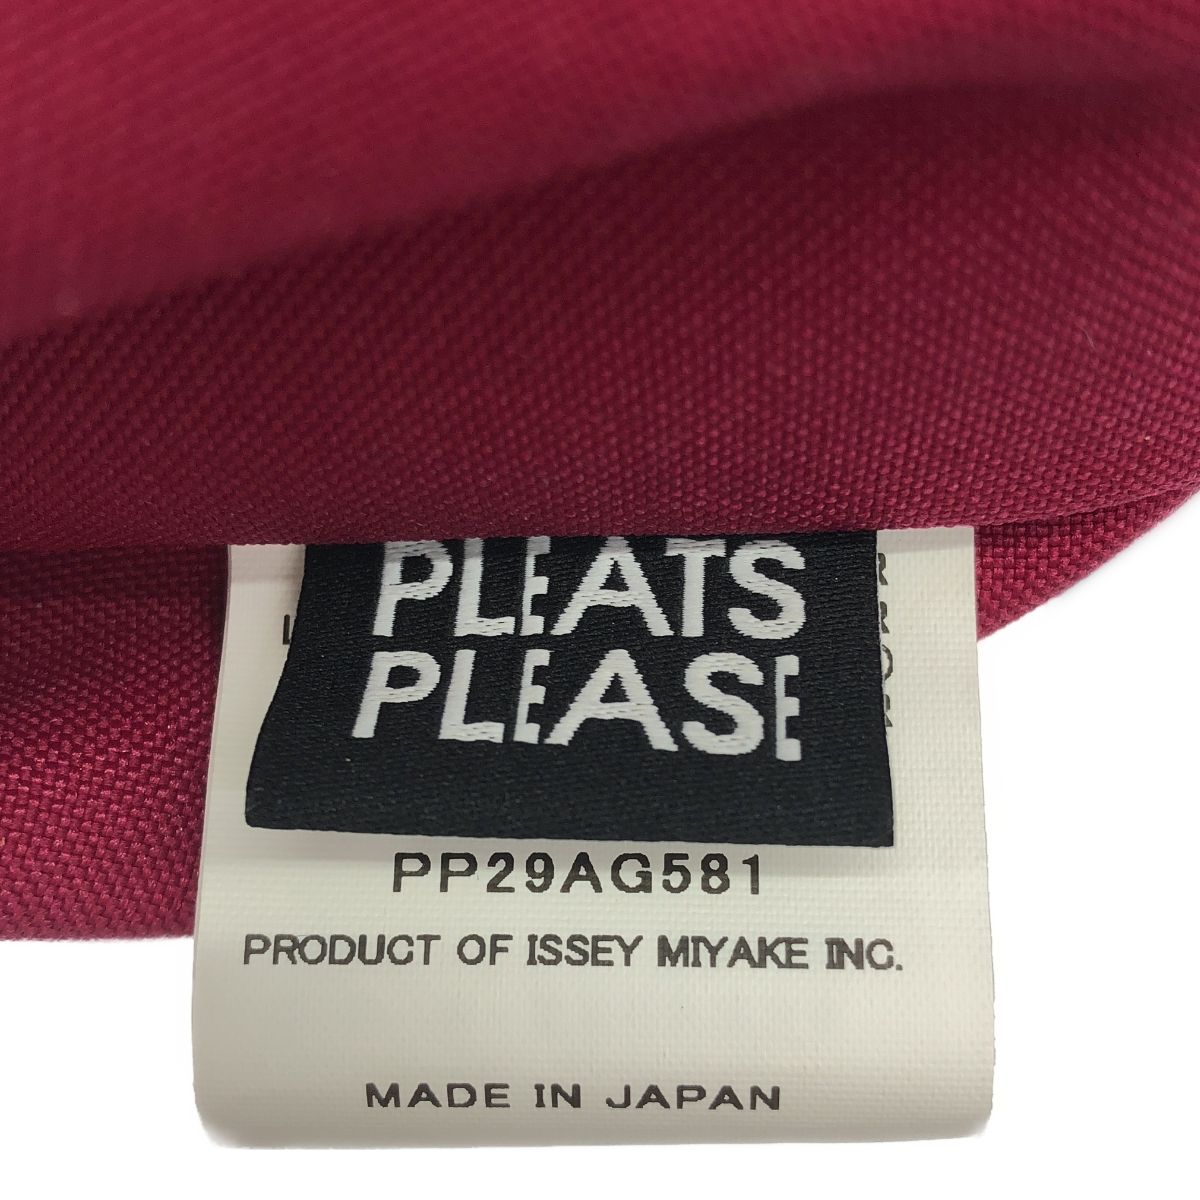 PLEATS
PLEASE
PP29AG581
PRODUCT OF ISSEY MIYAKE INC.
MADE IN JAPAN